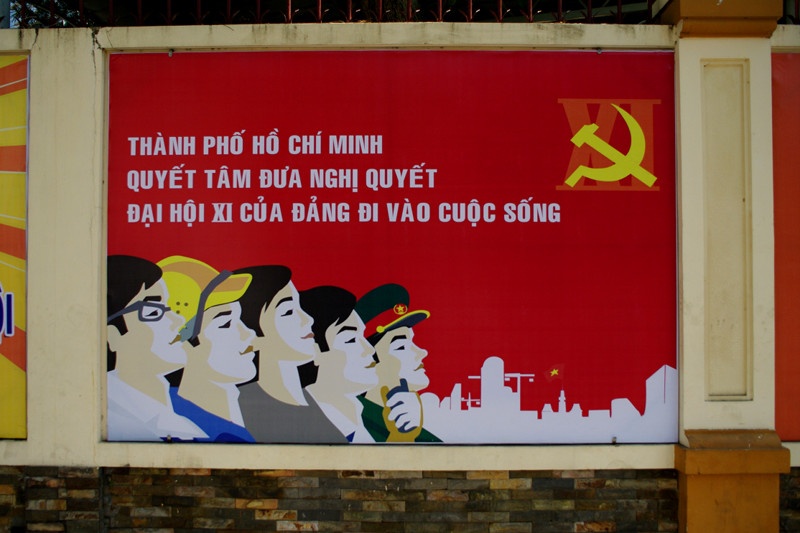 THÀNH PHỐ HỒ CHÍ MINH
QUYẾT TÂM ĐƯA NGHỊ QUYẾT
ĐẠI HỘI XI CỦA ĐẢNG ĐI VÀO CUỘC SỐNG
XI